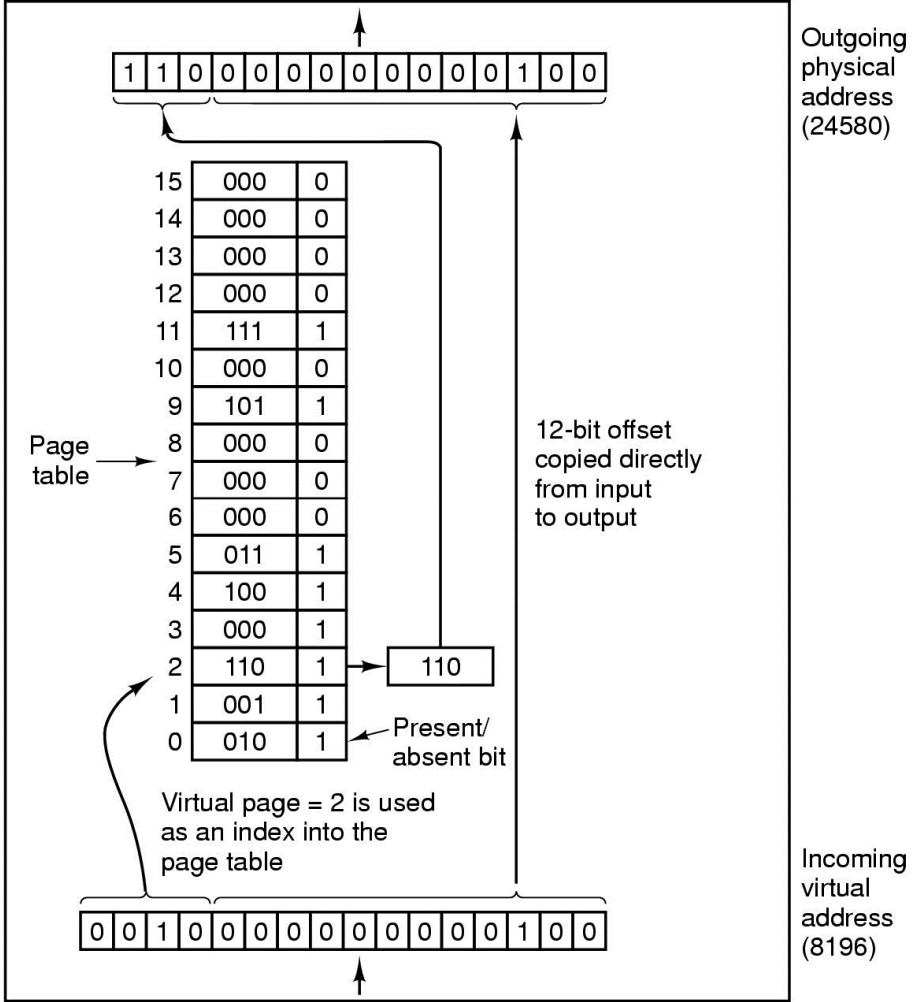 Outgoing
physical
address
(24580)
1 1 0 0 0 0 0 0 0 0 0 0 1 0 0
15 000 0
14 000 0
13 000 0
12 000 0
11 111 1
10 000 0
9 101 1
8 000 0
7 000 0
6 000 0
5 011 1
4 100 1
3 000 1
2 110 1 110
1 001 1
0 010 1
Page
table
12-bit offset
copied directly
from input
to output
Present/
absent bit
Virtual page = 2 is used
as an index into the
page table
0 0 1 0 0 0 0 0 0 0 0 0 0 1 0 0
Incoming
virtual
address
(8196)